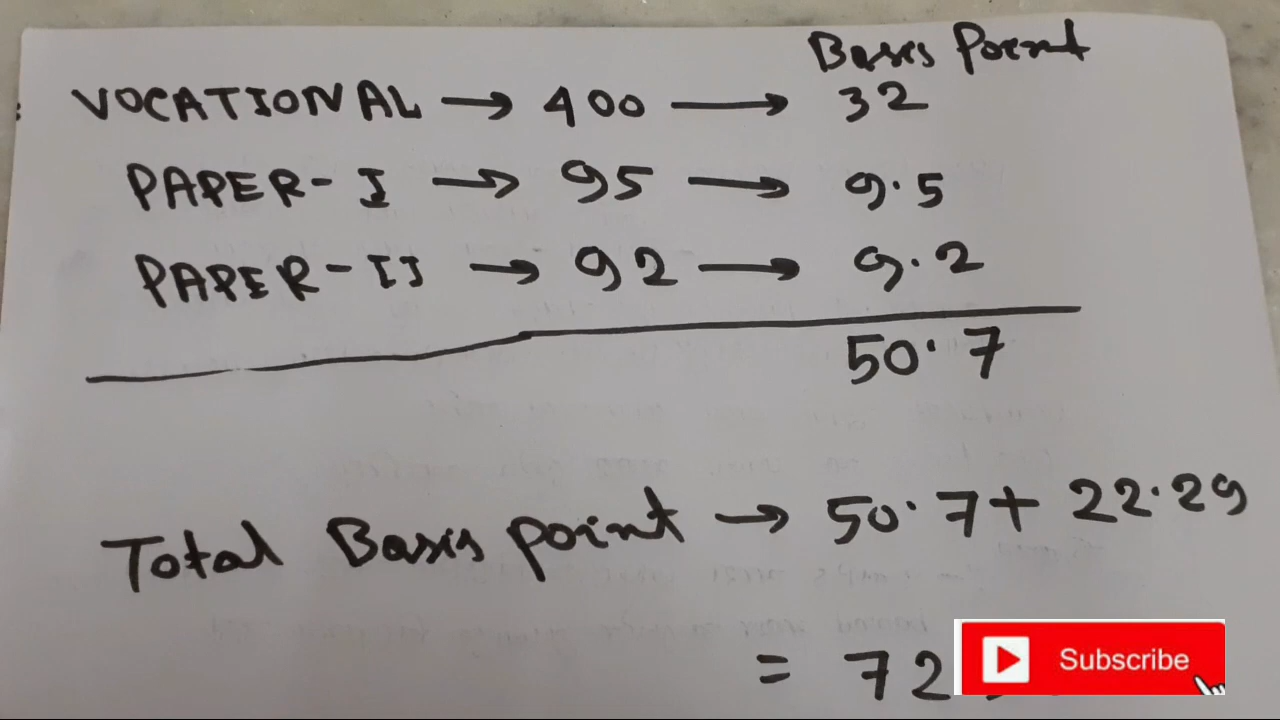 Basis Point
VOCATIONAL → 400 → 32
PAPER-I → 95 → 9.5
PAPER-II → 92 → 9.2
50.7
Total Basis point → 50.7+ 22.29
= 72
Subscribe